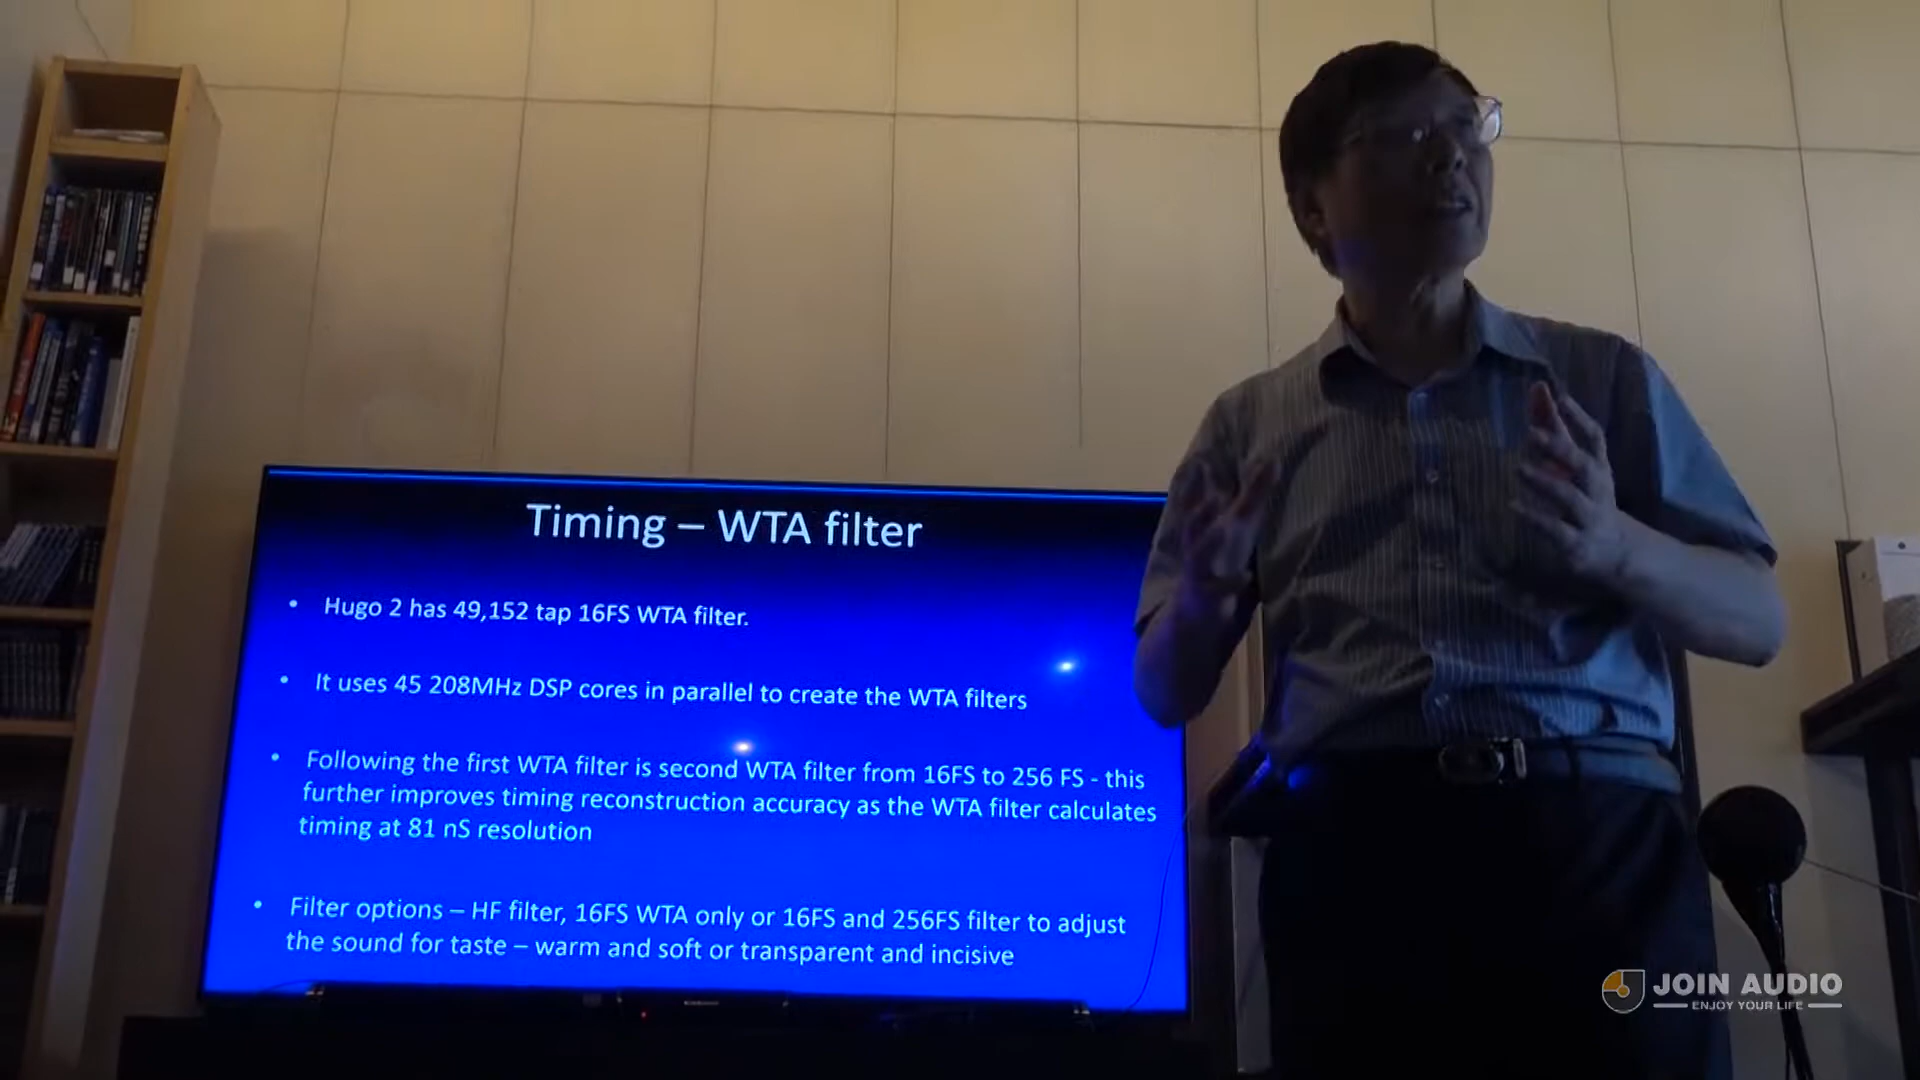 Timing – WTA filter
• Hugo 2 has 49,152 tap 16FS WTA filter.
• It uses 45 208MHz DSP cores in parallel to create the WTA filters
• Following the first WTA filter is second WTA filter from 16FS to 256 FS - this
further improves timing reconstruction accuracy as the WTA filter calculates
timing at 81 nS resolution
• Filter options – HF filter, 16FS WTA only or 16FS and 256FS filter to adjust
the sound for taste – warm and soft or transparent and incisive
JOIN AUDIO
ENJOY YOUR LIFE